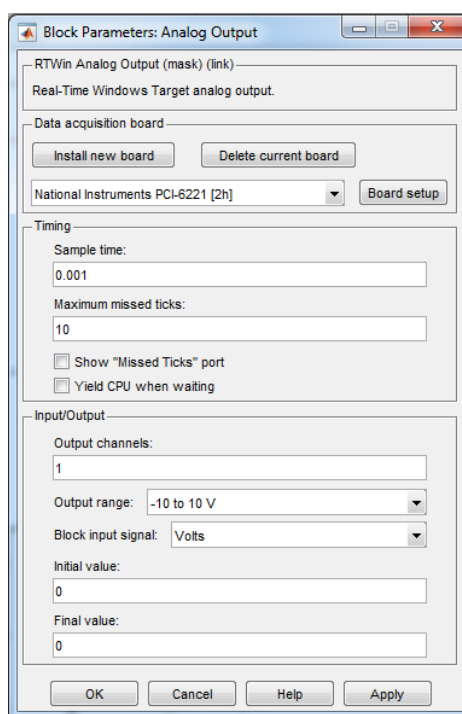 Block Parameters: Analog Output
RTWin Analog Output (mask) (link)
Real-Time Windows Target analog output.
Data acquisition board
Install new board Delete current board
National Instruments PCI-6221 [2h] Board setup
Timing
Sample time:
0.001
Maximum missed ticks:
10
Show "Missed Ticks" port
Yield CPU when waiting
Input/Output
Output channels:
1
Output range: -10 to 10 V
Block input signal: Volts
Initial value:
0
Final value:
0
OK Cancel Help Apply